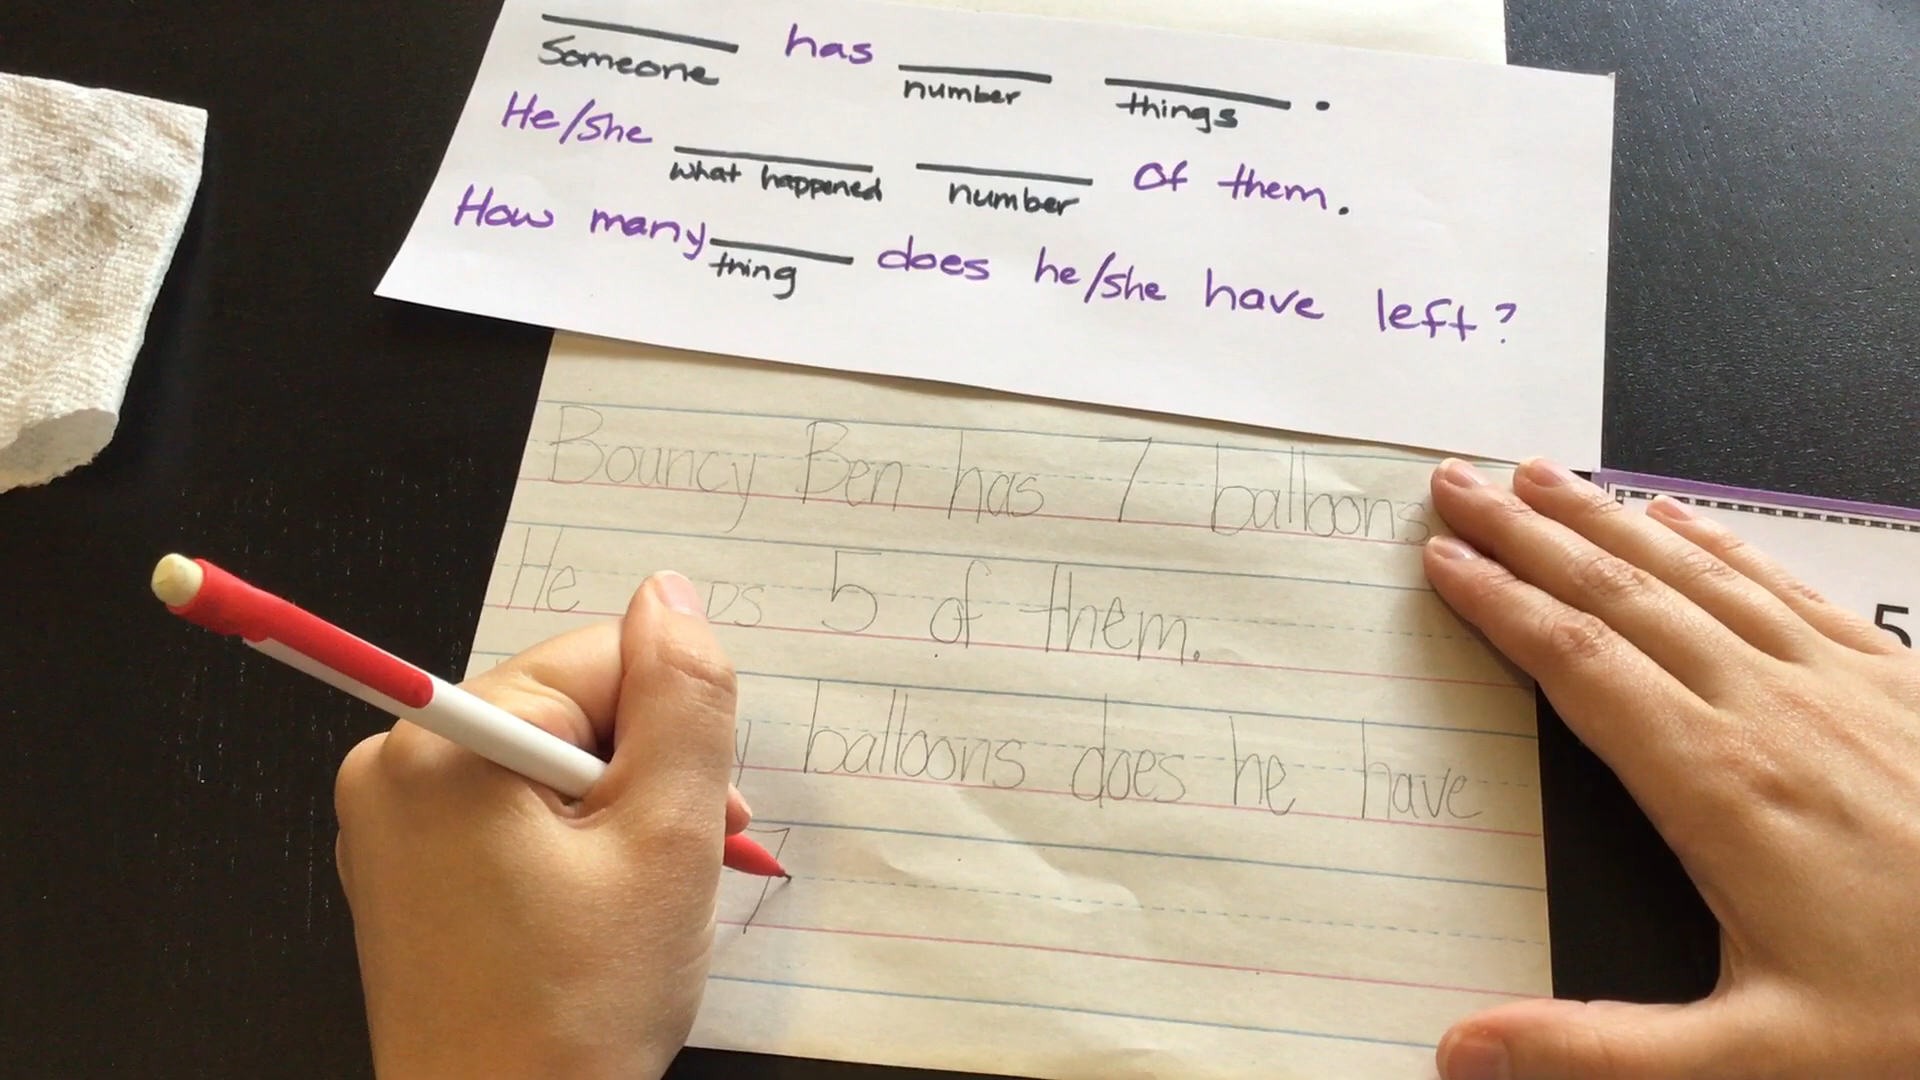 Someone has number things.
He/she what happened number of them.
How many thing does he/she have left?
Bouncy Ben has 7 balloons
He 5 of them.
balloons does he have
7
5